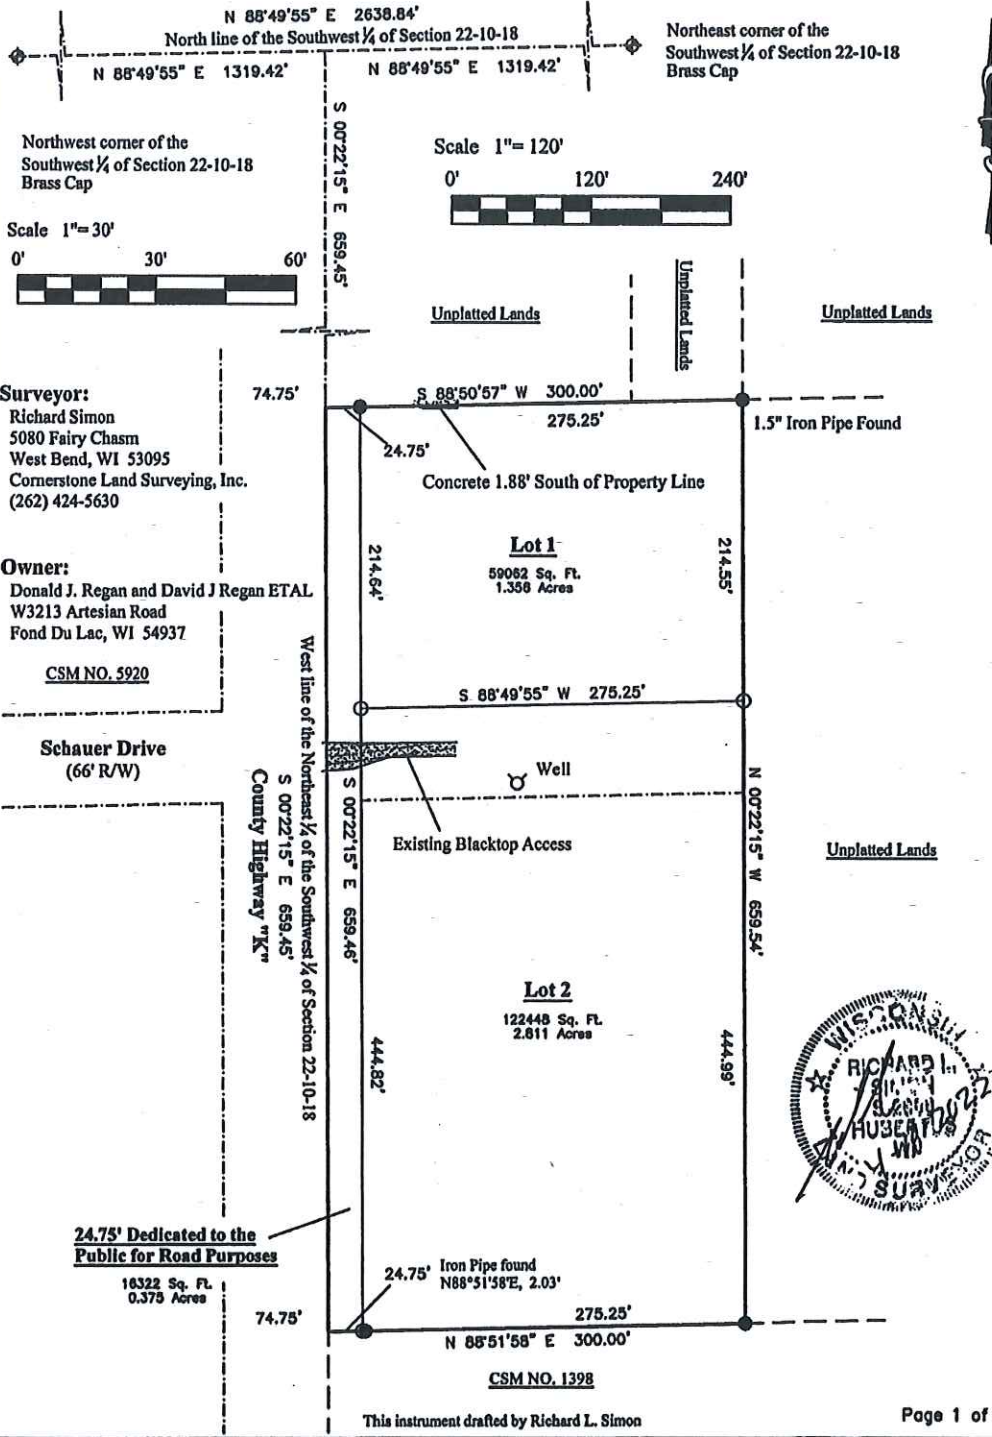 N 88°49'55" E 2638.84'
North line of the Southwest ¼ of Section 22-10-18
N 88°49'55" E 1319.42'
N 88°49'55" E 1319.42'
Northeast corner of the
Southwest ¼ of Section 22-10-18
Brass Cap
Northwest corner of the
Southwest ¼ of Section 22-10-18
Brass Cap
S 00°22'15" E 659.45'
Scale 1"= 120'
0' 120' 240'
Scale 1"= 30'
0' 30' 60'
Unplatted Lands
Unplatted Lands
Unplatted Lands
Surveyor:
Richard Simon
5080 Fairy Chasm
West Bend, WI 53095
Cornerstone Land Surveying, Inc.
(262) 424-5630
74.75'
S 88°50'57" W 300.00'
275.25'
24.75'
1.5" Iron Pipe Found
Concrete 1.88' South of Property Line
Lot 1
59062 Sq. Ft.
1.356 Acres
214.64'
214.55'
Owner:
Donald J. Regan and David J Regan ETAL
W3213 Artesian Road
Fond Du Lac, WI 54937
CSM NO. 5920
S 88°49'55" W 275.25'
Schauer Drive
(66' R/W)
West line of the Northeast ¼ of the Southwest ¼ of Section 22-10-18
S 00°22'15" E 659.45'
County Highway "K"
S 00°22'15" E 659.46'
Well
Existing Blacktop Access
N 00°22'15" W 659.54'
Unplatted Lands
Lot 2
122448 Sq. Ft.
2.811 Acres
444.82'
444.99'
WISCONSIN
RICHARD L.
SIMON
HUBERTUS
WI
LAND SURVEYOR
24.75' Dedicated to the
Public for Road Purposes
16322 Sq. Ft.
0.375 Acres
24.75'
Iron Pipe found
N88°51'58"E, 2.03'
74.75'
275.25'
N 88°51'58" E 300.00'
CSM NO. 1398
This instrument drafted by Richard L. Simon
Page 1 of